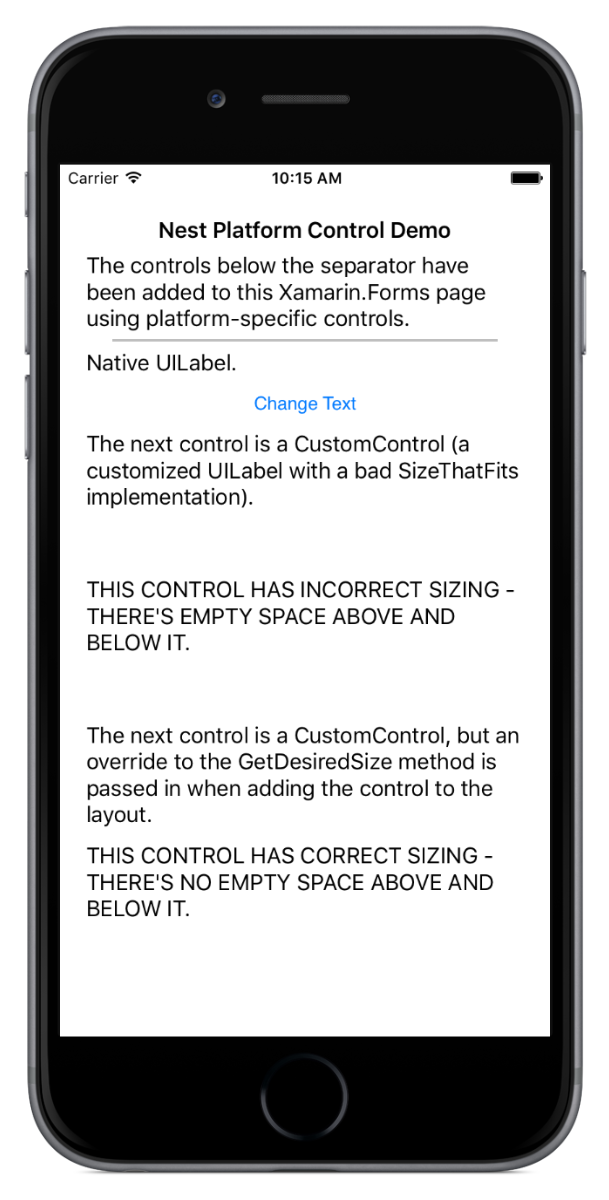 Carrier 10:15 AM
Nest Platform Control Demo
The controls below the separator have
been added to this Xamarin.Forms page
using platform-specific controls.
Native UILabel.
Change Text
The next control is a CustomControl (a
customized UILabel with a bad SizeThatFits
implementation).
THIS CONTROL HAS INCORRECT SIZING -
THERE'S EMPTY SPACE ABOVE AND
BELOW IT.
The next control is a CustomControl, but an
override to the GetDesiredSize method is
passed in when adding the control to the
layout.
THIS CONTROL HAS CORRECT SIZING -
THERE'S NO EMPTY SPACE ABOVE AND
BELOW IT.